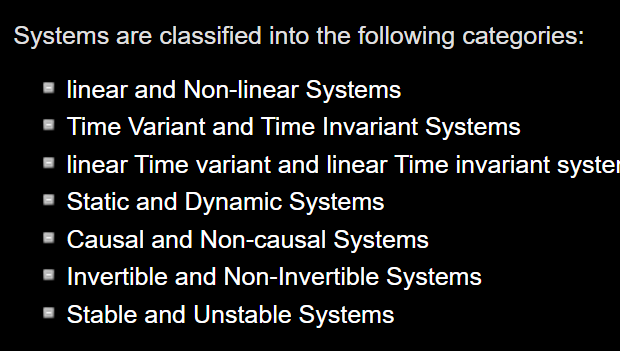 Systems are classified into the following categories:
linear and Non-linear Systems
Time Variant and Time Invariant Systems
linear Time variant and linear Time invariant
Static and Dynamic Systems
Causal and Non-causal Systems
Invertible and Non-Invertible Systems
Stable and Unstable Systems